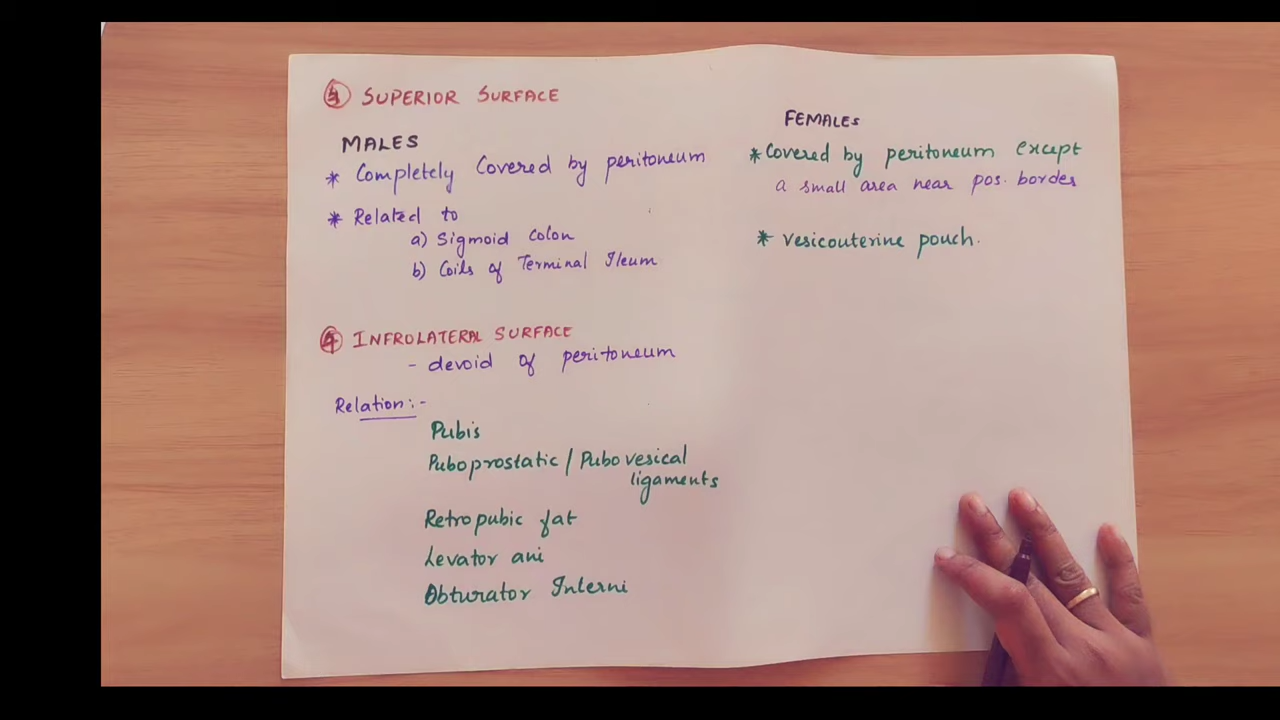 ③ SUPERIOR SURFACE
MALES
* Completely Covered by peritoneum
* Related to
a) Sigmoid Colon
b) Coils of Terminal Ileum
FEMALES
* Covered by peritoneum except
a small area near pos. border
* vesicouterine pouch.
④ INFROLATERAL SURFACE
- devoid of peritoneum
Relation:-
Pubis
Puboprostatic / Pubovesical
ligaments
Retropubic fat
Levator ani
Obturator Interni